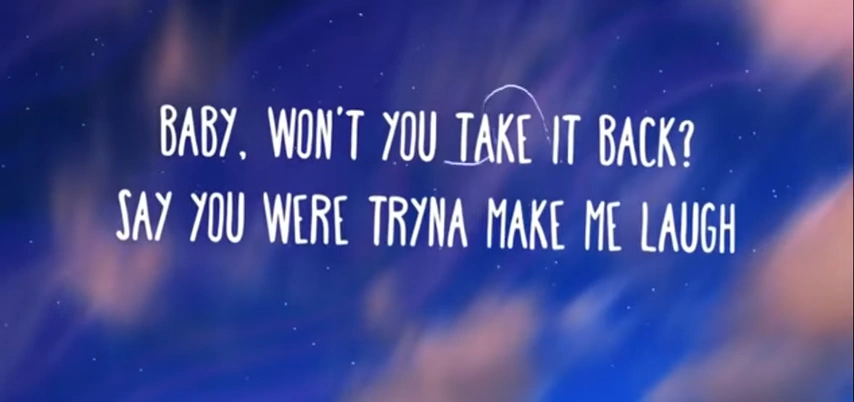 BABY, WON'T YOU TAKE IT BACK?
SAY YOU WERE TRYNA MAKE ME LAUGH